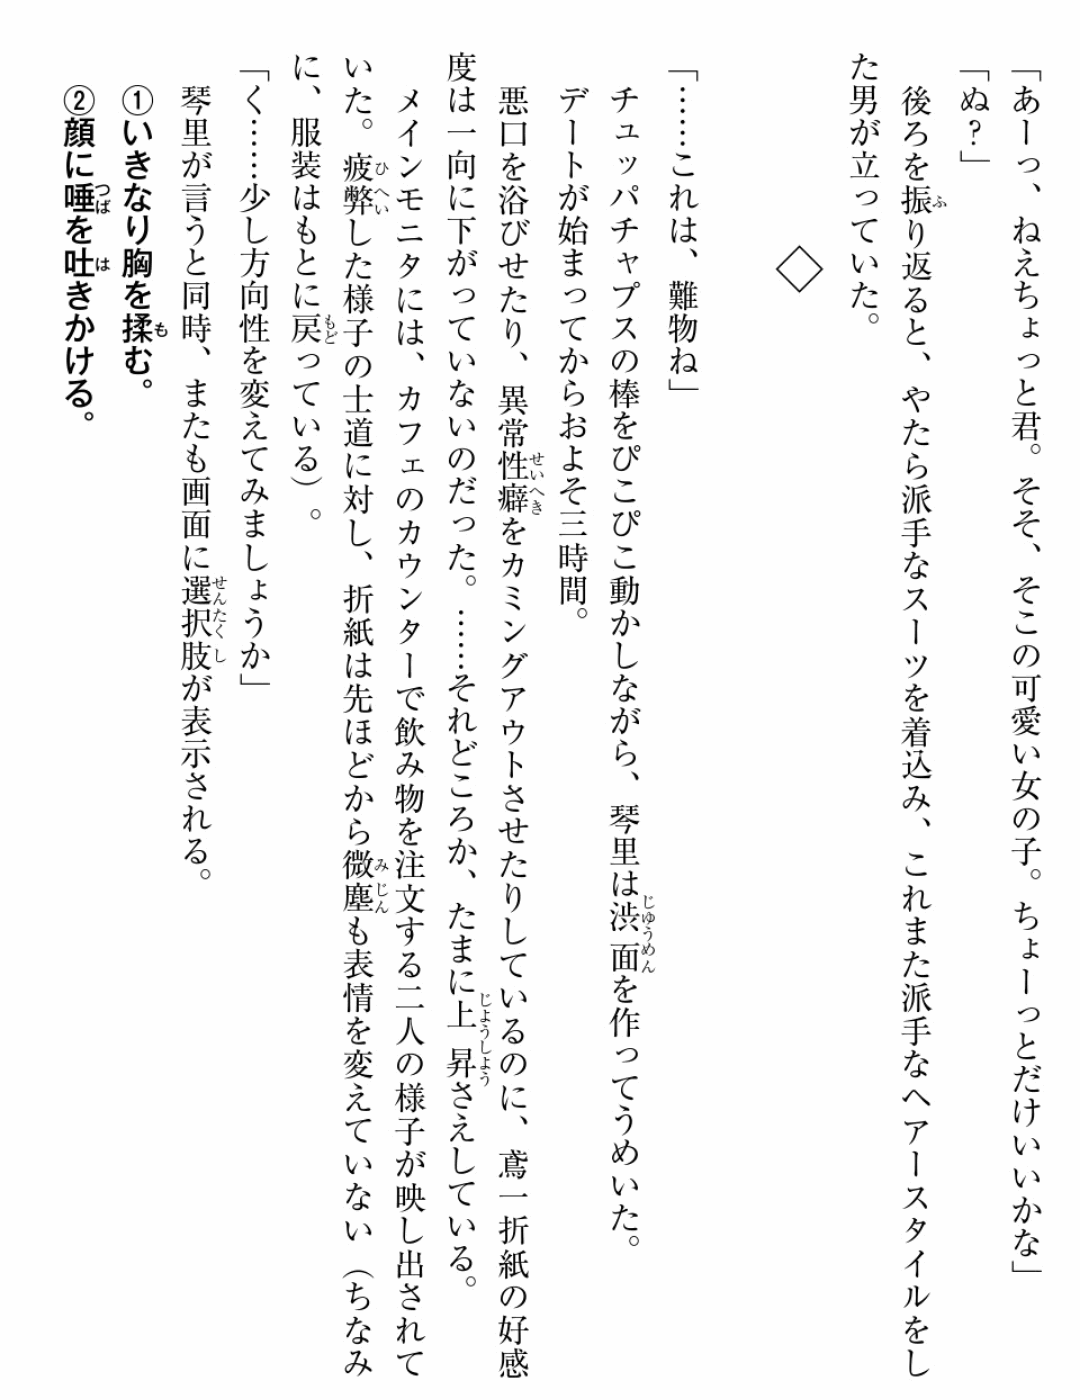 「あーっ、ねえちょっと君。そそ、そこの可愛い女の子。ちょーっとだけいいかな」
「ぬ？」
後ろを振り返ると、やたら派手なスーツを着込み、これまた派手なヘアースタイルをし
た男が立っていた。
◇
「……これは、難物ね」
チュッパチャプスの棒をぴこぴこ動かしながら、琴里は渋面を作ってうめいた。
デートが始まってからおよそ三時間。
悪口を浴びせたり、異常性癖をカミングアウトさせたりしているのに、鳶一折紙の好感
度は一向に下がっていないのだった。……それどころか、たまに上昇さえしている。
メインモニタには、カフェのカウンターで飲み物を注文する二人の様子が映し出されて
いた。疲弊した様子の士道に対し、折紙は先ほどから微塵も表情を変えていない（ちなみ
に、服装はもとに戻っている）。
「く……少し方向性を変えてみましょうか」
琴里が言うと同時、またも画面に選択肢が表示される。
①いきなり胸を揉む。
②顔に唾を吐きかける。